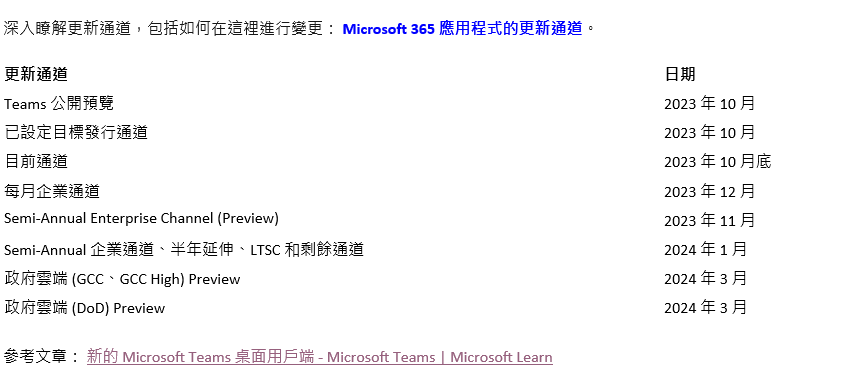 深入瞭解更新通道，包括如何在這裡進行變更： Microsoft 365 應用程式的更新通道。
更新通道 日期
Teams 公開預覽 2023 年 10 月
已設定目標發行通道 2023 年 10 月
目前通道 2023 年 10 月底
每月企業通道 2023 年 12 月
Semi-Annual Enterprise Channel (Preview) 2023 年 11 月
Semi-Annual 企業通道、半年延伸、LTSC 和剩餘通道 2024 年 1 月
政府雲端 (GCC、GCC High) Preview 2024 年 3 月
政府雲端 (DoD) Preview 2024 年 3 月
參考文章： 新的 Microsoft Teams 桌面用戶端 - Microsoft Teams | Microsoft Learn